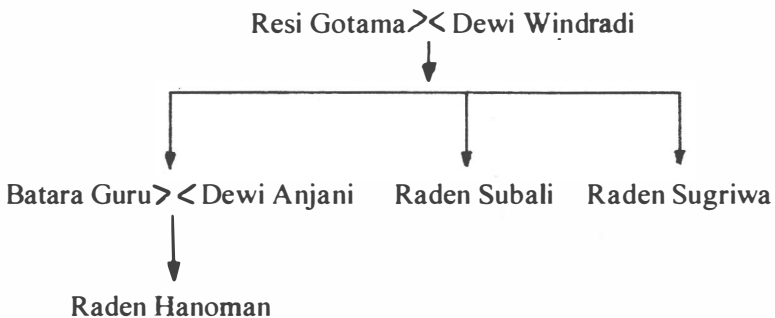 Resi Gotama >< Dewi Windradi
Batara Guru >< Dewi Anjani Raden Subali Raden Sugriwa
Raden Hanoman